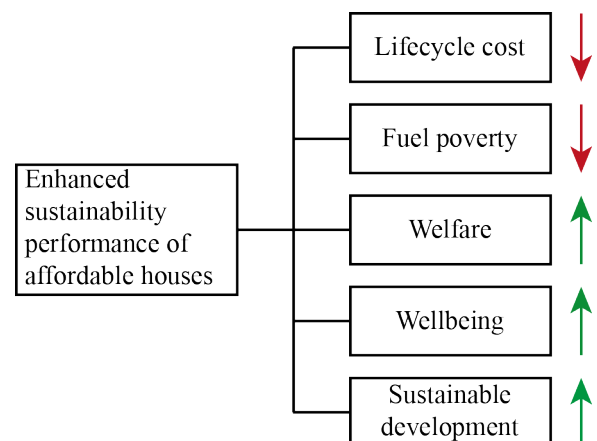 Lifecycle cost
Fuel poverty
Enhanced
sustainability
performance of
affordable houses
Welfare
Wellbeing
Sustainable
development